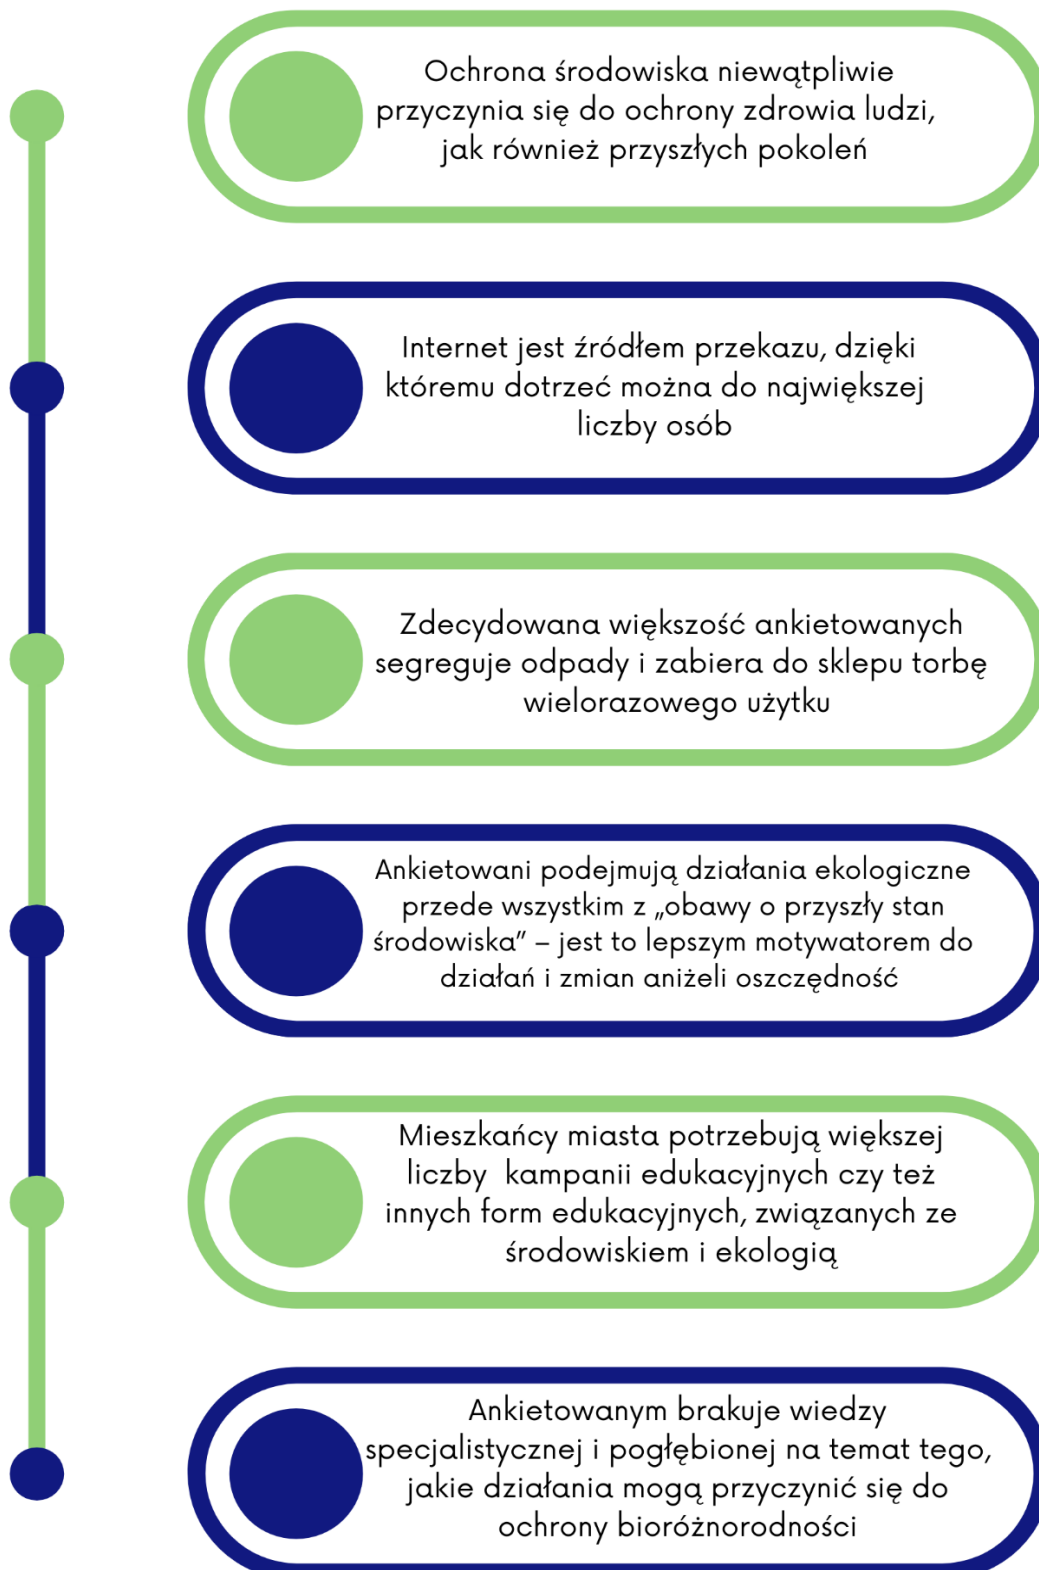 Ochrona środowiska niewątpliwie
przyczynia się do ochrony zdrowia ludzi,
jak również przyszłych pokoleń
Internet jest źródłem przekazu, dzięki
któremu dotrzeć można do największej
liczby osób
Zdecydowana większość ankietowanych
segreguje odpady i zabiera do sklepu torbę
wielorazowego użytku
Ankietowani podejmują działania ekologiczne
przede wszystkim z „obawy o przyszły stan
środowiska” – jest to lepszym motywatorem do
działań i zmian aniżeli oszczędność
Mieszkańcy miasta potrzebują większej
liczby kampanii edukacyjnych czy też
innych form edukacyjnych, związanych ze
środowiskiem i ekologią
Ankietowanym brakuje wiedzy
specjalistycznej i pogłębionej na temat tego,
jakie działania mogą przyczynić się do
ochrony bioróżnorodności